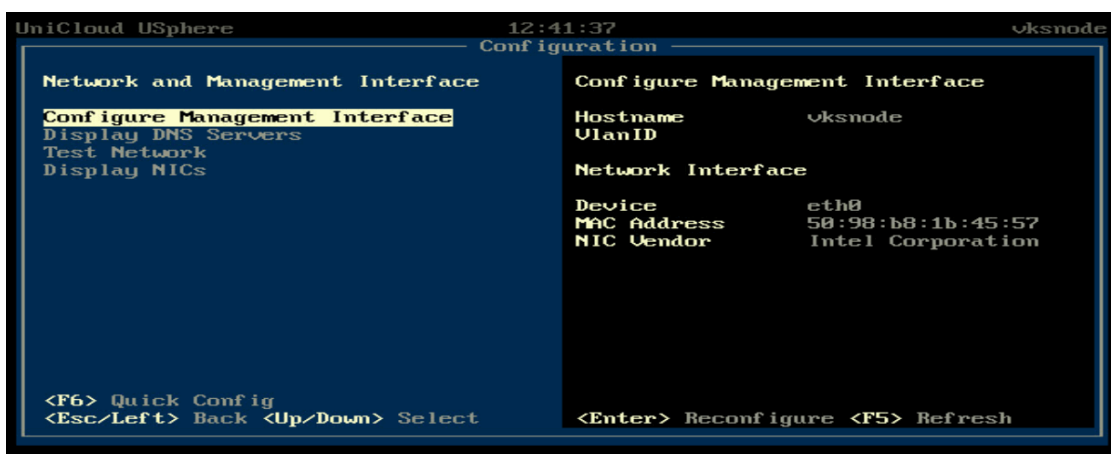 UniCloud USphere 12:41:37 vksnode
Configuration
Network and Management Interface
Configure Management Interface
Display DNS Servers
Test Network
Display NICs
<F6> Quick Config
<Esc/Left> Back <Up/Down> Select
Configure Management Interface
Hostname vksnode
VlanID
Network Interface
Device eth0
MAC Address 50:98:b8:1b:45:57
NIC Vendor Intel Corporation
<Enter> Reconfigure <F5> Refresh